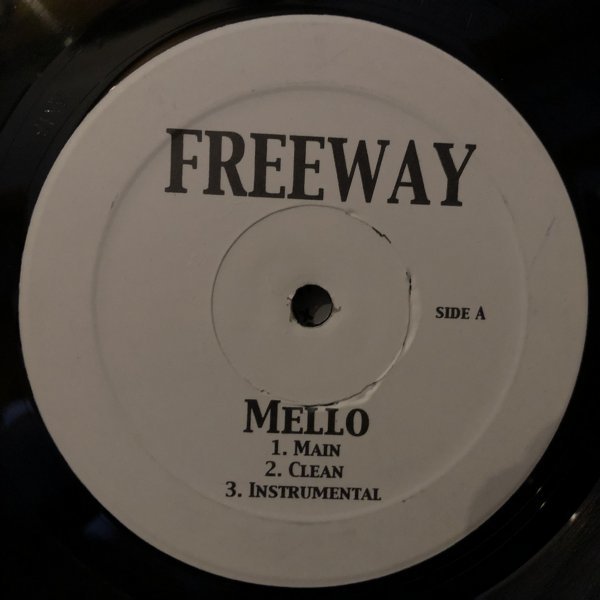 FREEWAY
SIDE A
MELLO
1. MAIN
2. CLEAN
3. INSTRUMENTAL